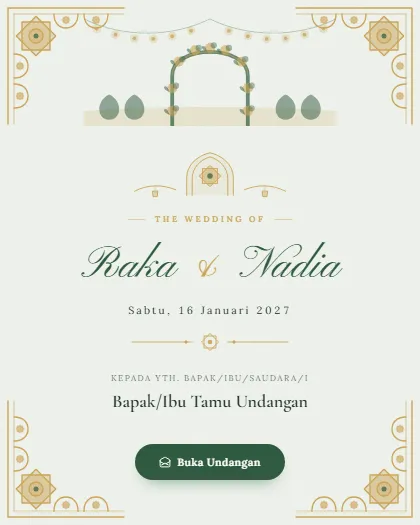 THE WEDDING OF
Raka & Nadia
Sabtu, 16 Januari 2027
KEPADA YTH. BAPAK/IBU/SAUDARA/I
Bapak/Ibu Tamu Undangan
Buka Undangan